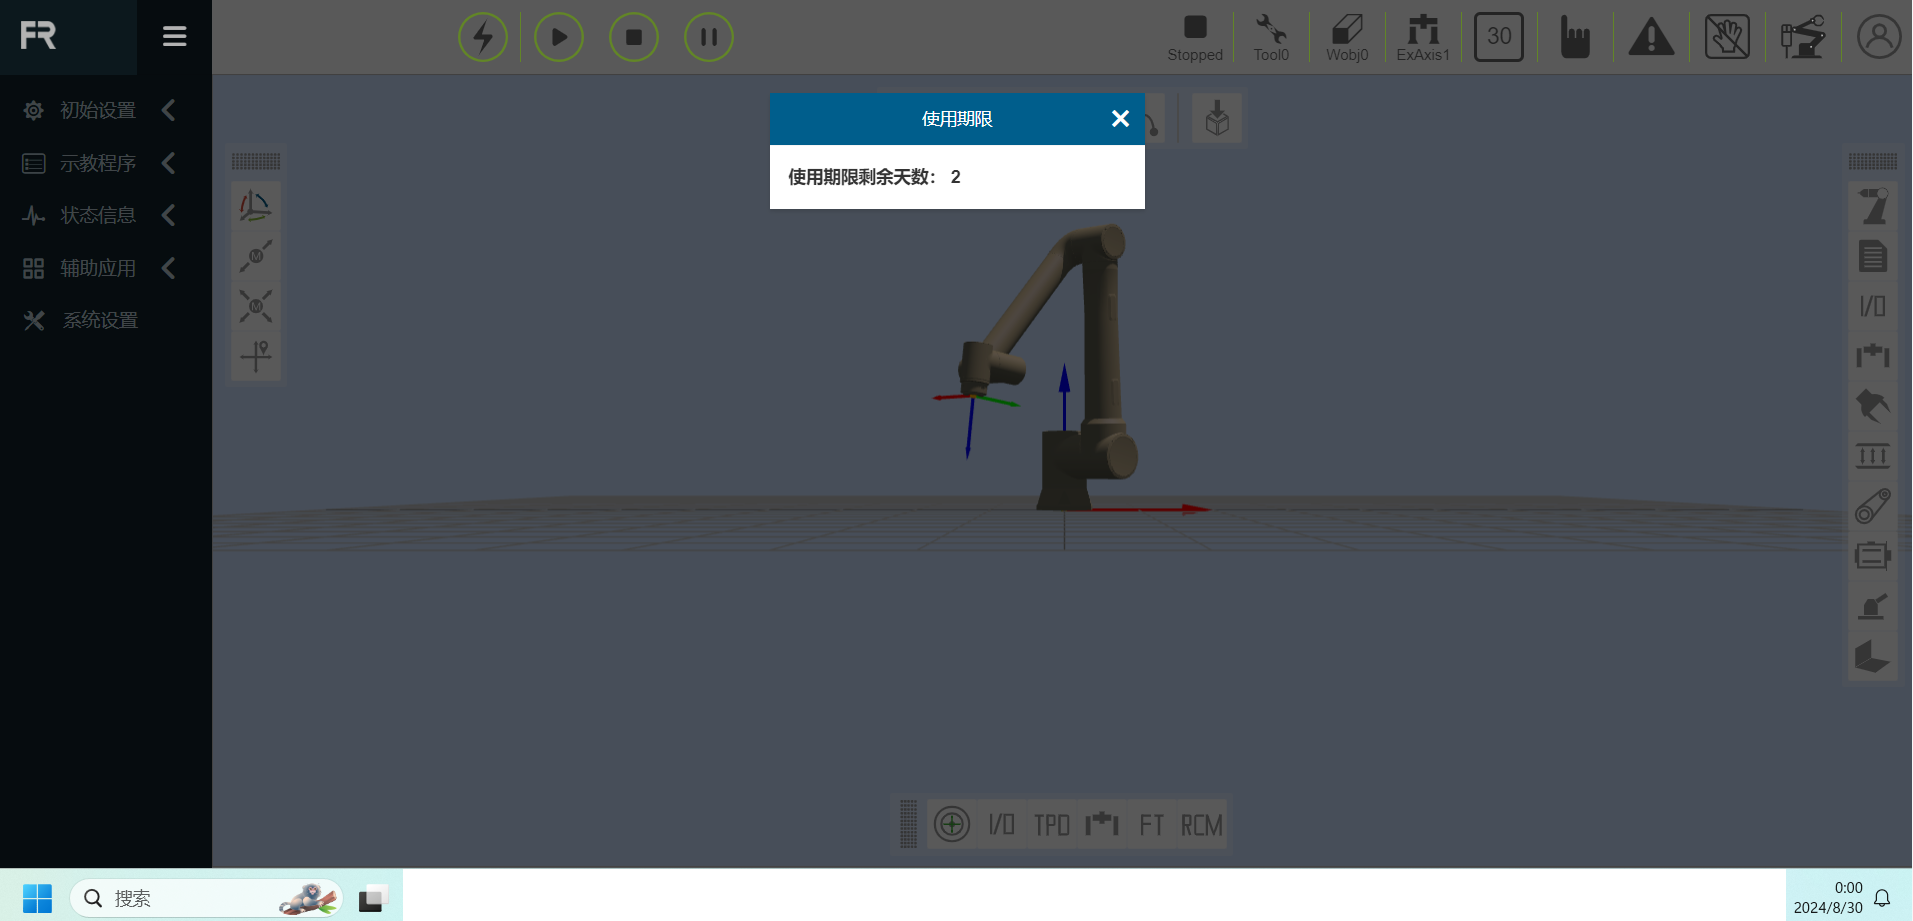 FR
Stopped
Tool0
Wobj0
ExAxis1
30
初始设置
示教程序
状态信息
辅助应用
系统设置
使用期限
使用期限剩余天数： 2
M
M
I/O
I/O
TPD
FT
RCM
搜索
0:00
2024/8/30